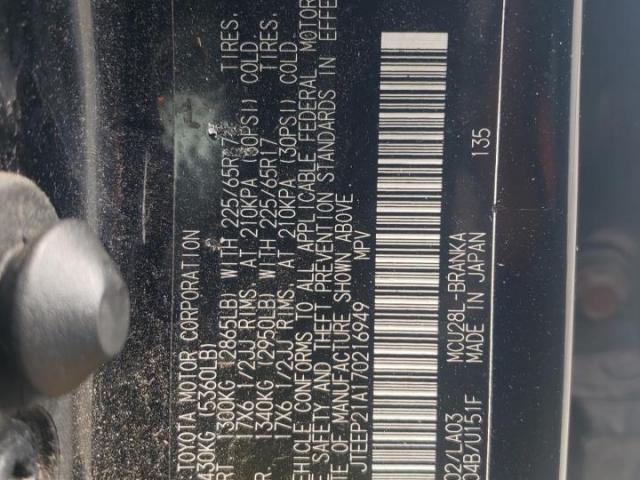 :TOYOTA MOTOR CORPORATION
430KG (5360LB)
RT 1300KG (2865LB) WITH 225/65R17 TIRES,
17X6 1/2JJ RIMS, AT 210KPA (30PSI) COLD
R. 1340KG (2950LB) WITH 225/65R17 TIRES,
17X6 1/2JJ RIMS, AT 210KPA (30PSI) COLD
EHICLE CONFORMS TO ALL APPLICABLE FEDERAL MOTOR
E SAFETY AND THEFT PREVENTION STANDARDS IN EFFE
TE OF MANUFACTURE SHOWN ABOVE.
JTEEP21A170216949 MPV
02/LA03 MCU28L-BRANKA
04B/U151F MADE IN JAPAN 135